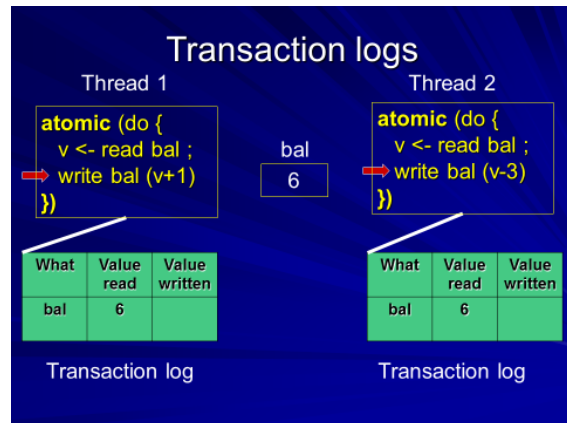 Transaction logs
Thread 1
atomic (do {
v <- read bal ;
write bal (v+1)
})
bal
6
Thread 2
atomic (do {
v <- read bal ;
write bal (v-3)
})
What Value read Value written
bal 6
Transaction log
What Value read Value written
bal 6
Transaction log